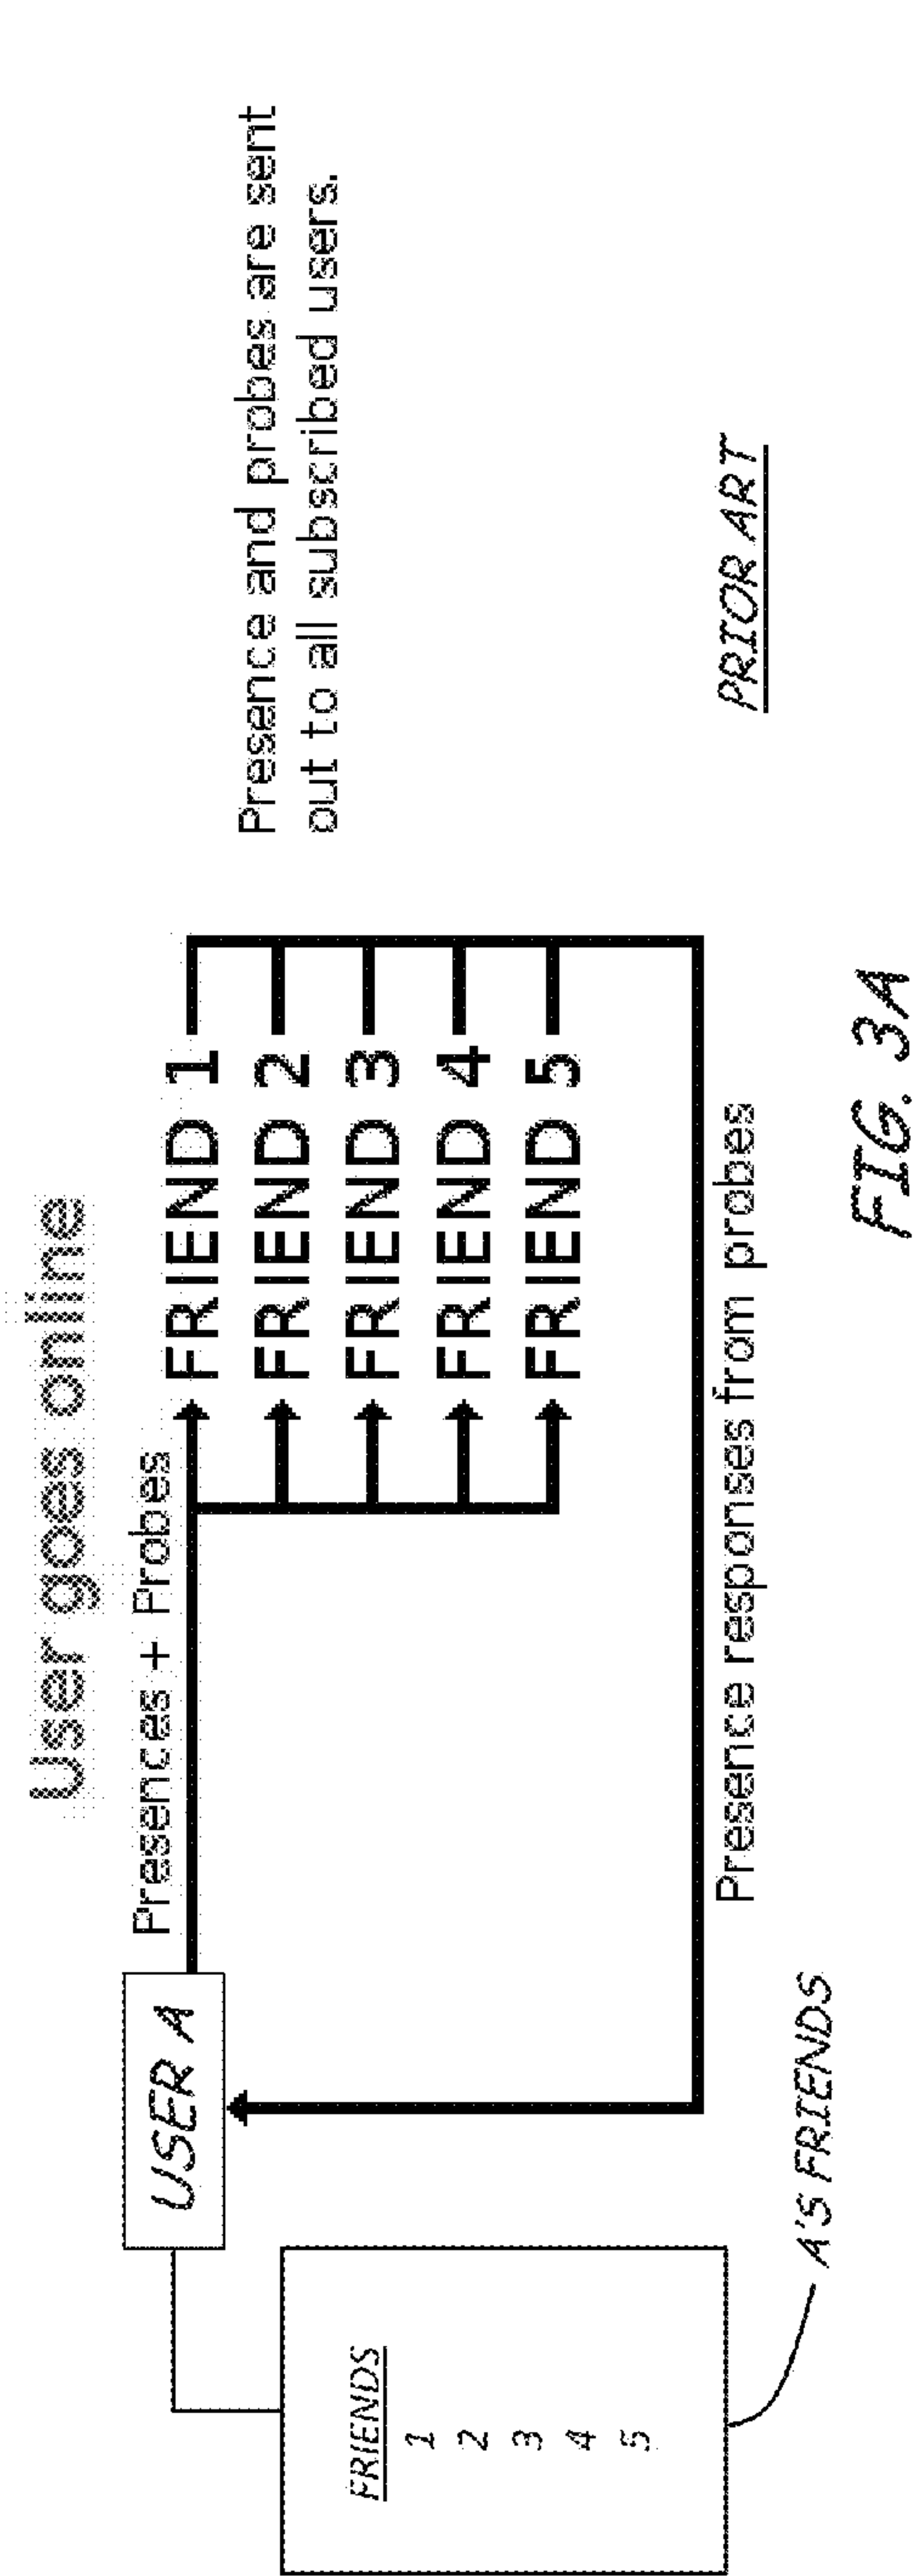 User goes online
Presences + Probes
USER A
FRIEND 1
FRIEND 2
FRIEND 3
FRIEND 4
FRIEND 5
Presence and probes are sent
out to all subscribed users.
FRIENDS
1
2
3
4
5
Presence responses from probes
A'S FRIENDS
PRIOR ART
FIG. 3A